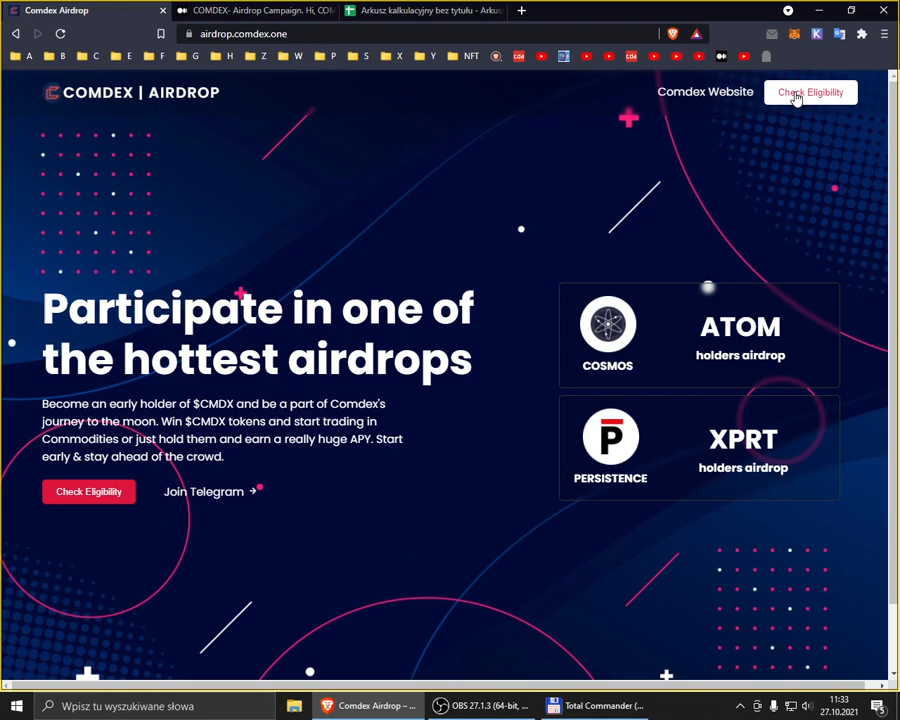 Comdex Airdrop
COMDEX- Airdrop Campaign. Hi, COM
Arkusz kalkulacyjny bez tytułu - Arkus
airdrop.comdex.one
A
B
C
E
F
G
H
Z
W
P
S
X
Y
NFT
COMDEX | AIRDROP
Comdex Website
Check Eligibility
Participate in one of
the hottest airdrops
Become an early holder of $CMDX and be a part of Comdex's
journey to the moon. Win $CMDX tokens and start trading in
Commodities or just hold them and earn a really huge APY. Start
early & stay ahead of the crowd.
Check Eligibility
Join Telegram
COSMOS
ATOM
holders airdrop
PERSISTENCE
XPRT
holders airdrop
Wpisz tu wyszukiwane słowa
Comdex Airdrop – ...
OBS 27.1.3 (64-bit, ...
Total Commander (...
11:33
27.10.2021
5